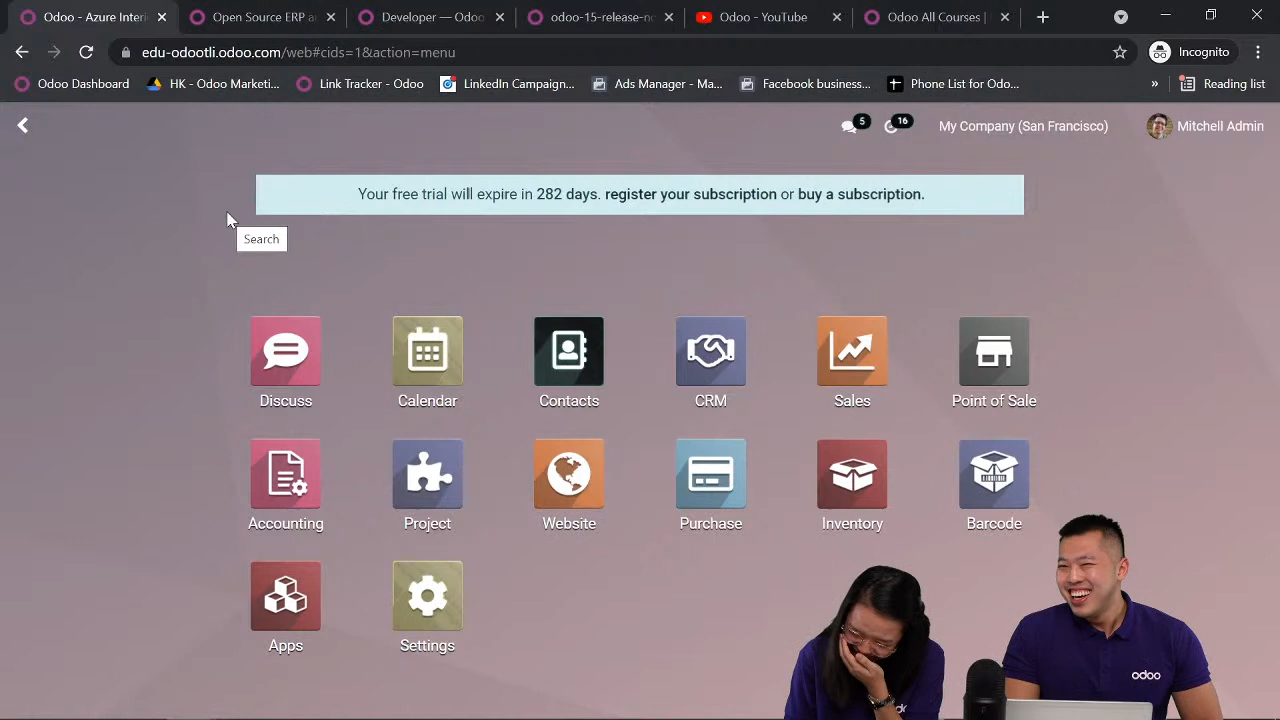 Odoo - Azure Interi
Open Source ERP a
Developer — Odoo
odoo-15-release-no
Odoo - YouTube
Odoo All Courses |
edu-odootli.odoo.com/web#cids=1&action=menu
Incognito
Odoo Dashboard
HK - Odoo Marketi...
Link Tracker - Odoo
LinkedIn Campaign...
Ads Manager - Ma...
Facebook business...
Phone List for Odo...
»
Reading list
5
16
My Company (San Francisco)
Mitchell Admin
Your free trial will expire in 282 days. register your subscription or buy a subscription.
Search
Discuss
Calendar
Contacts
CRM
Sales
Point of Sale
Accounting
Project
Website
Purchase
Inventory
Barcode
Apps
Settings
odoo